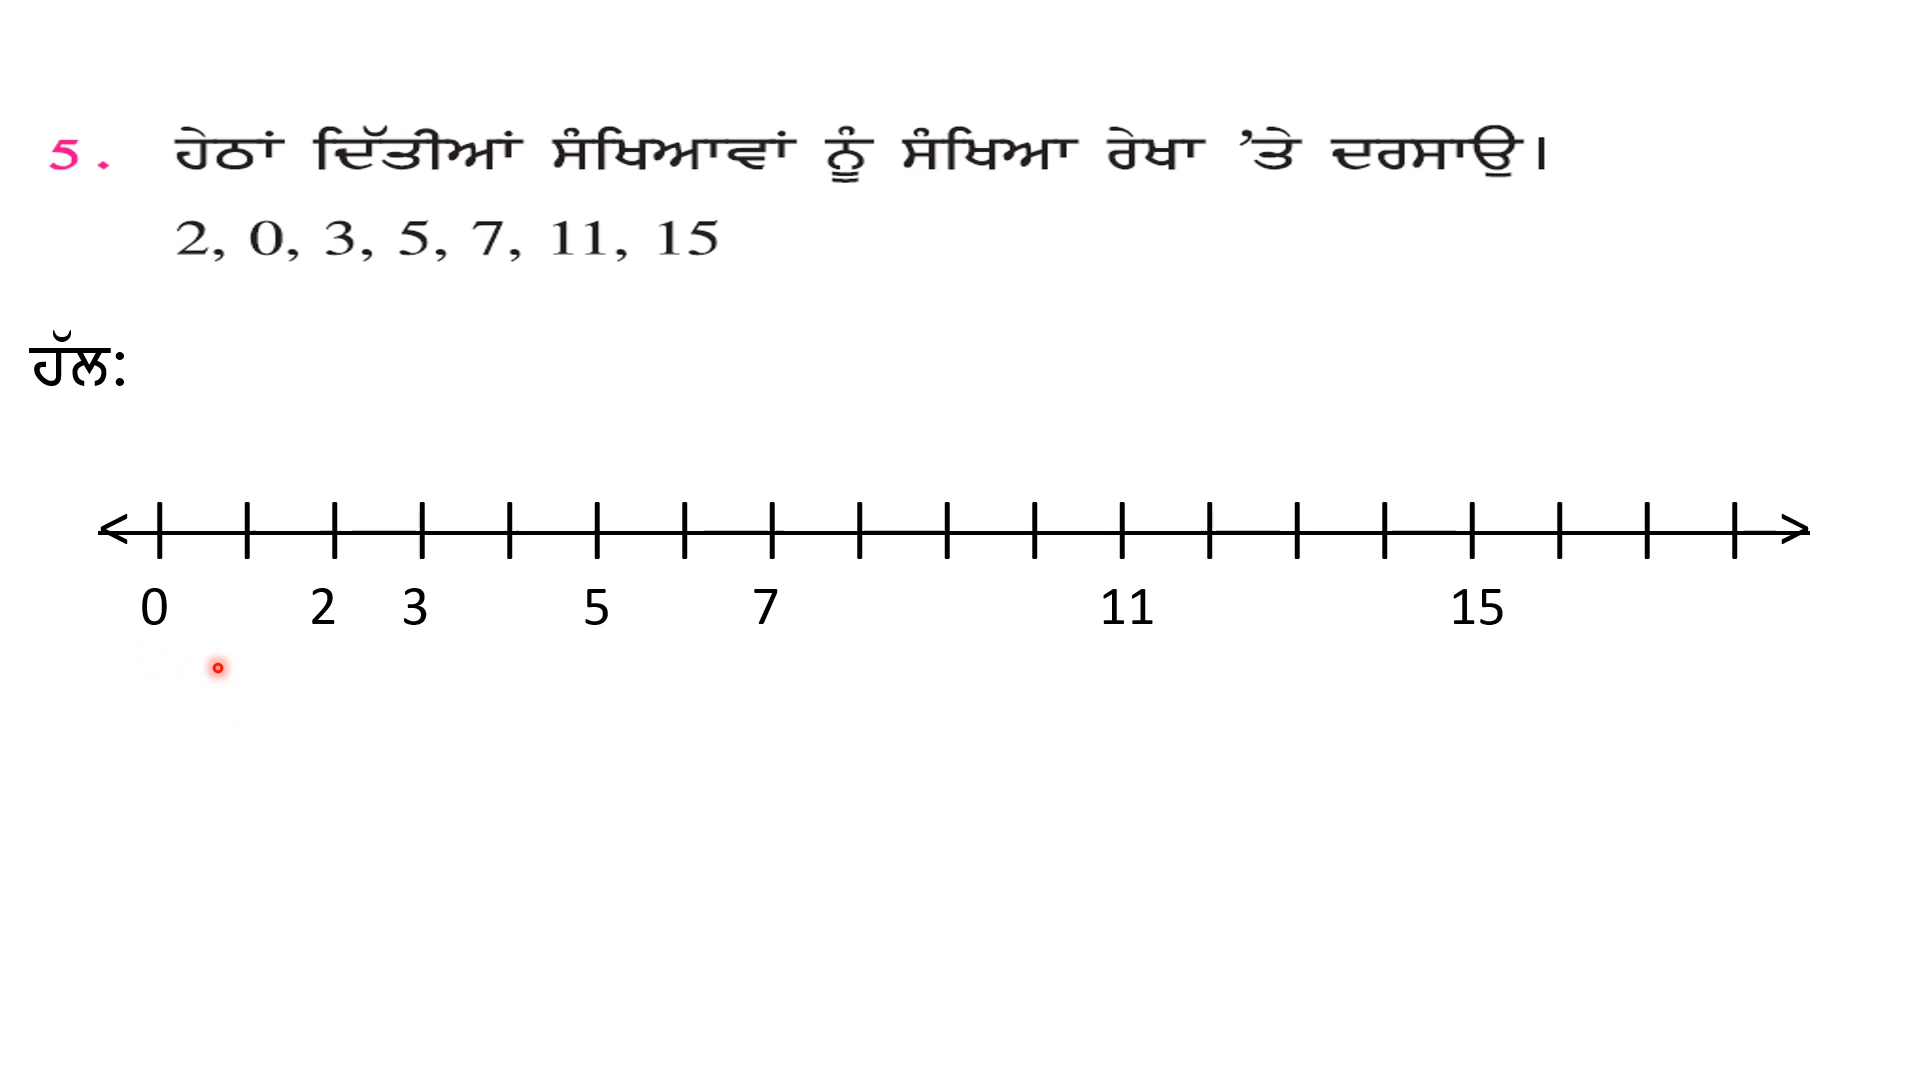 5. ਹੇਠਾਂ ਦਿੱਤੀਆਂ ਸੰਖਿਆਵਾਂ ਨੂੰ ਸੰਖਿਆ ਰੇਖਾ ’ਤੇ ਦਰਸਾਉ।
2, 0, 3, 5, 7, 11, 15
ਹੱਲ:
0 2 3 5 7 11 15